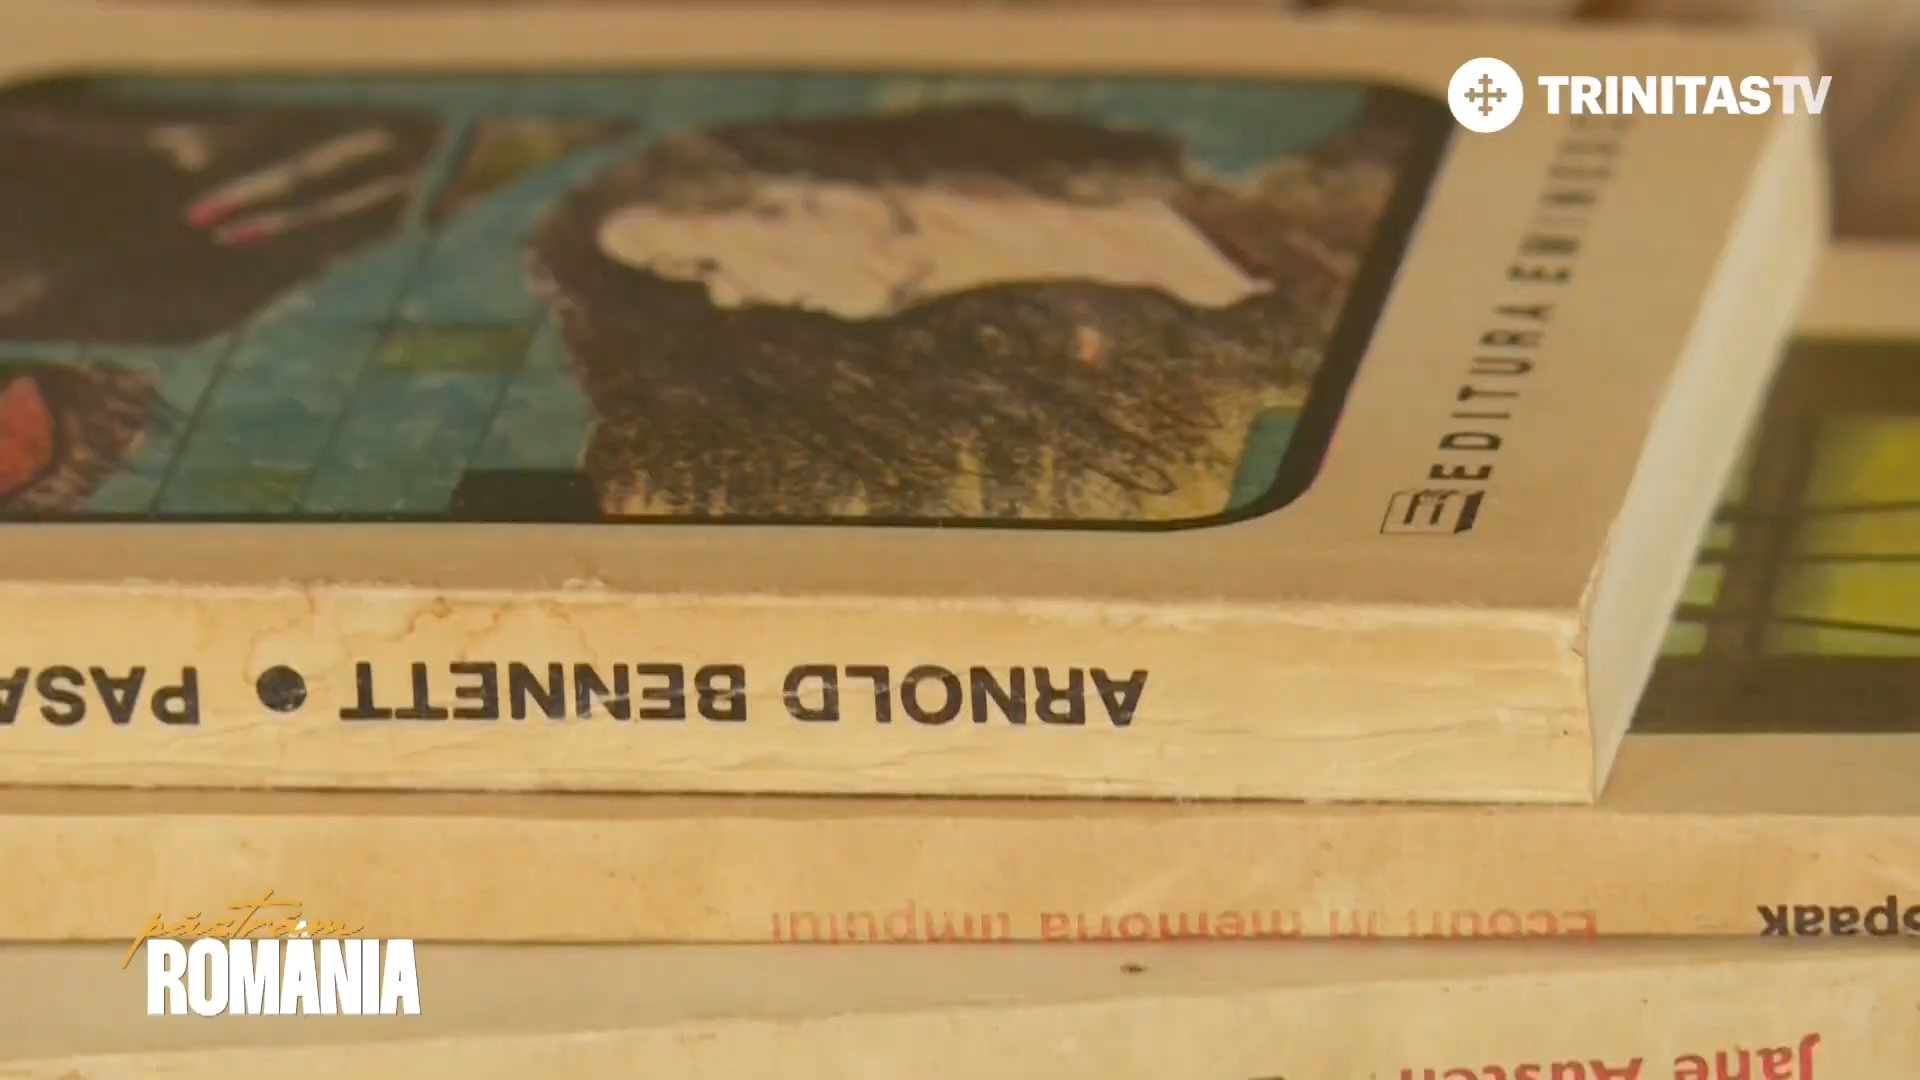 TRINITAS TV
EDITURA EMINESCU
ARNOLD BENNETT • PASA
Spaak
Ecouri în memoria timpului
Jane Austen
păstrăm
ROMÂNIA